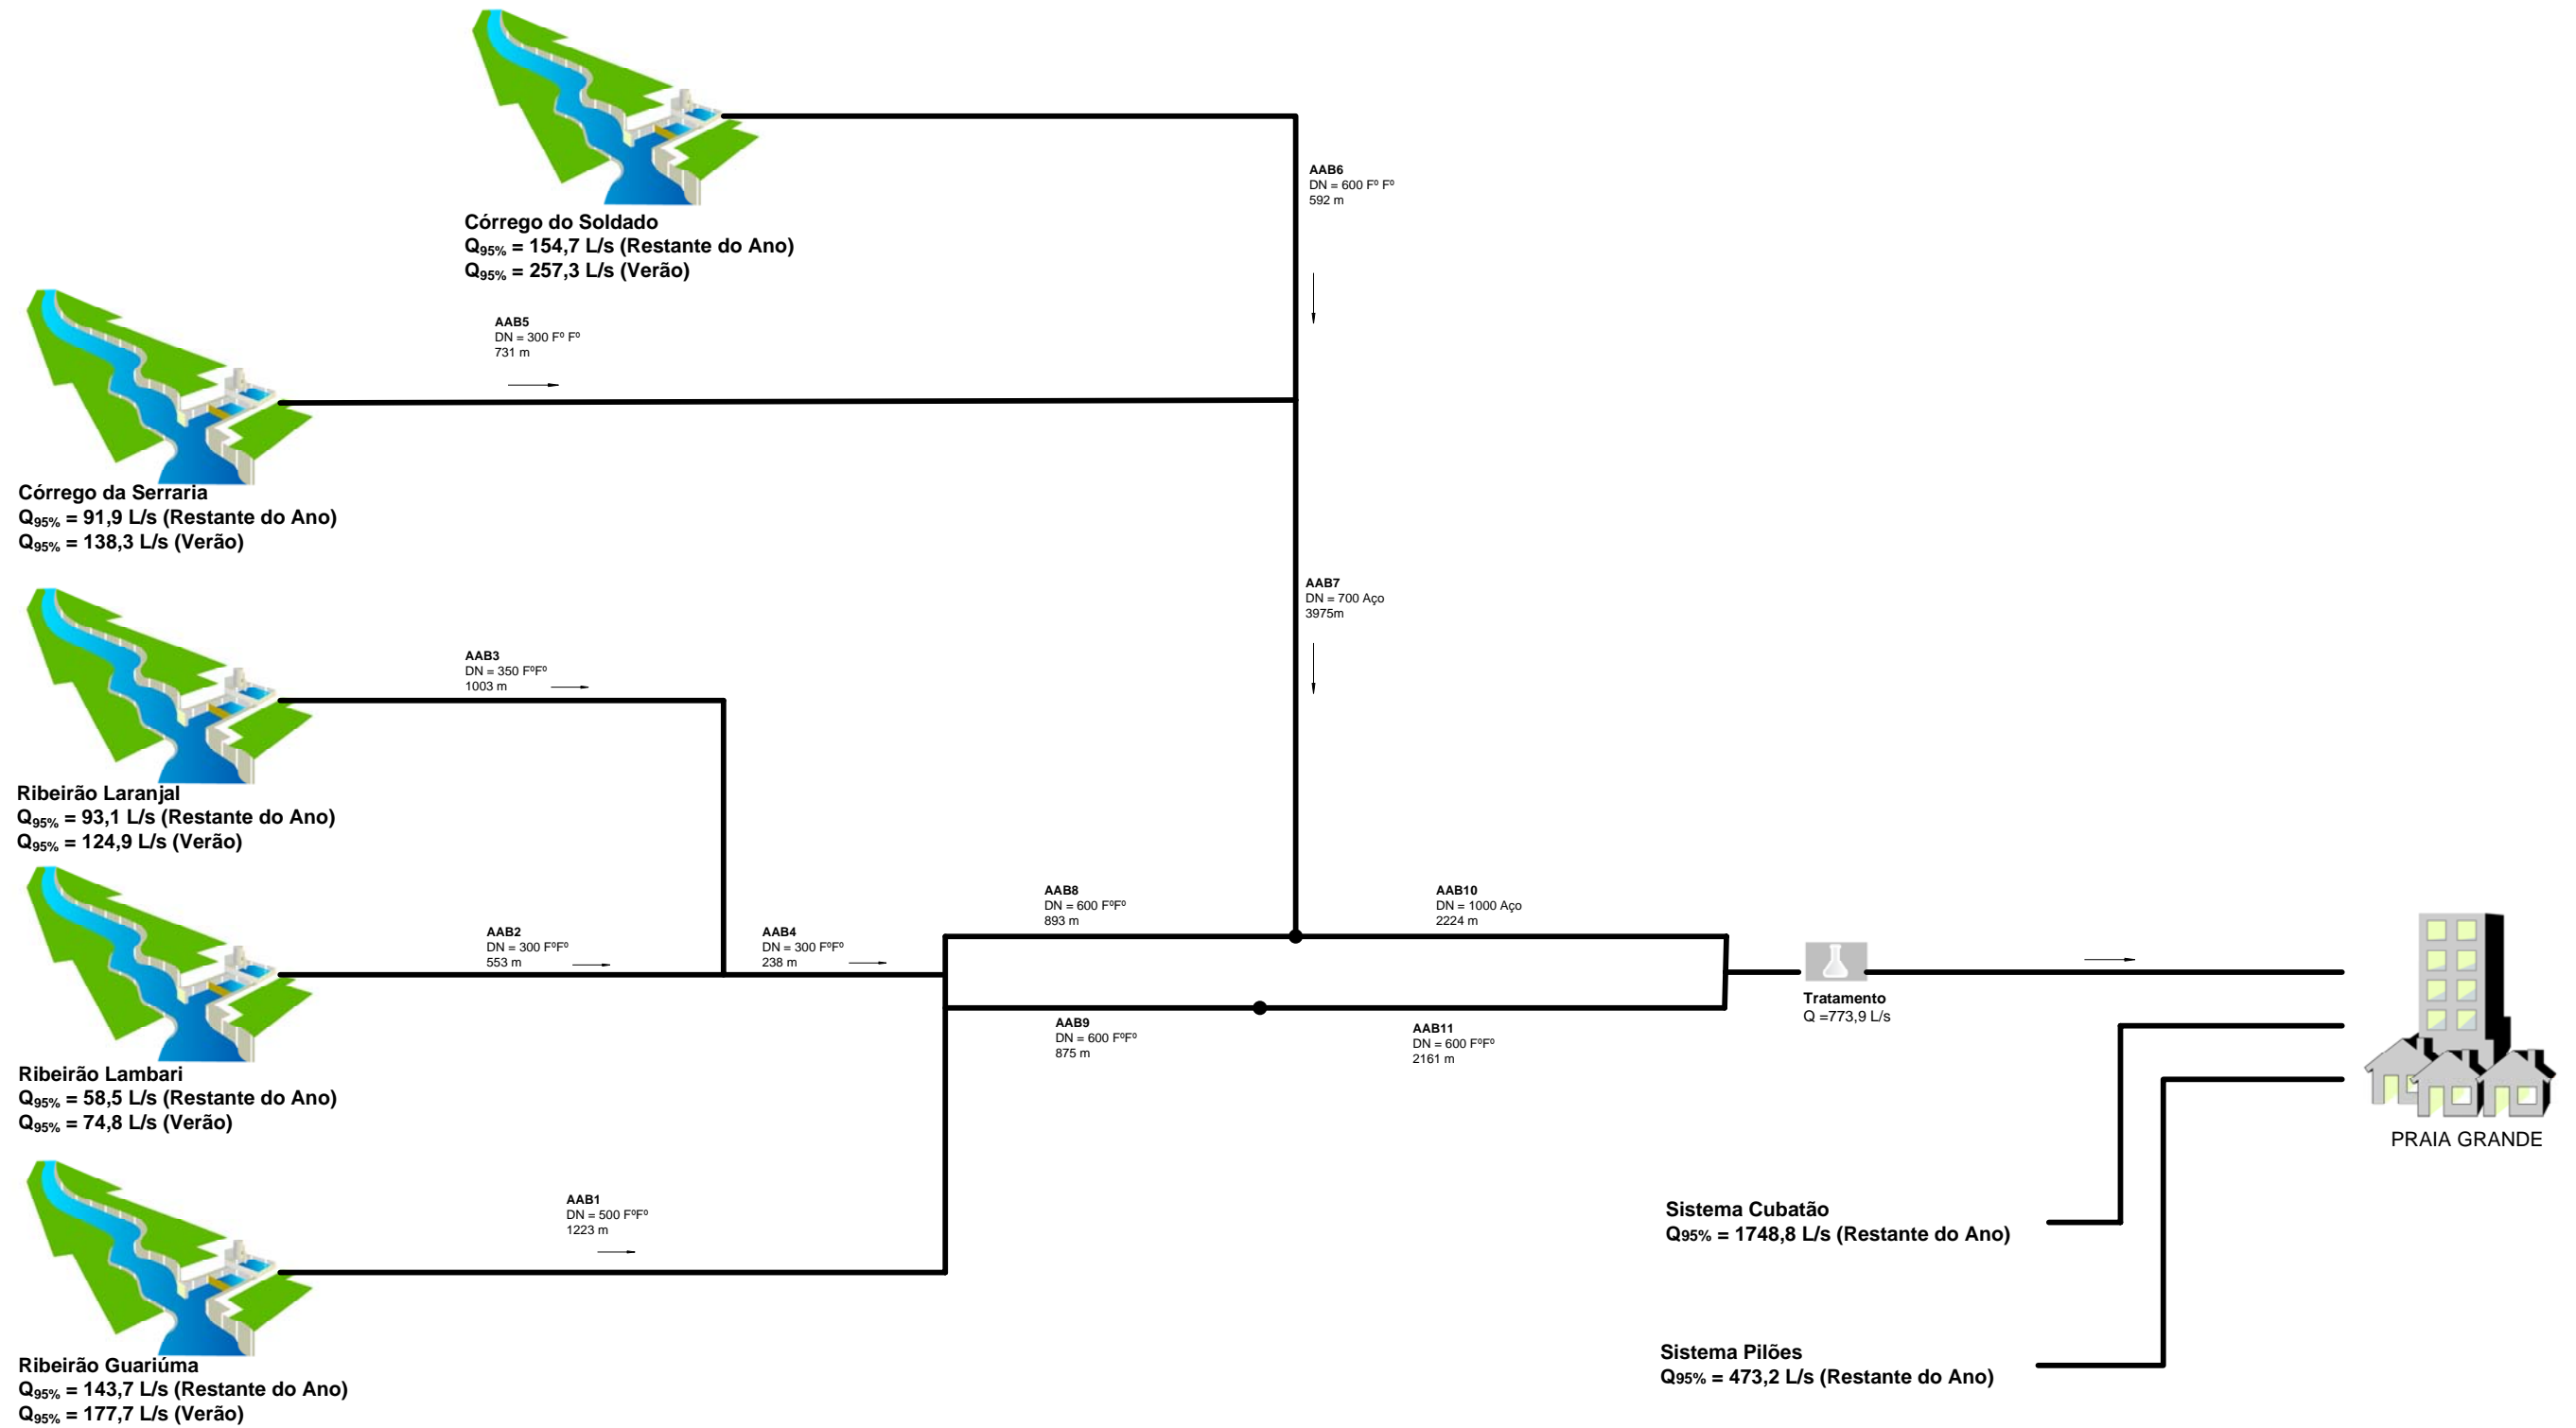 Córrego do Soldado
Q95% = 154,7 L/s (Restante do Ano)
Q95% = 257,3 L/s (Verão)
AAB6
DN = 600 Fº Fº
592 m
AAB5
DN = 300 Fº Fº
731 m
Córrego da Serraria
Q95% = 91,9 L/s (Restante do Ano)
Q95% = 138,3 L/s (Verão)
AAB7
DN = 700 Aço
3975m
AAB3
DN = 350 FºFº
1003 m
Ribeirão Laranjal
Q95% = 93,1 L/s (Restante do Ano)
Q95% = 124,9 L/s (Verão)
AAB2
DN = 300 FºFº
553 m
AAB4
DN = 300 FºFº
238 m
AAB8
DN = 600 FºFº
893 m
AAB10
DN = 1000 Aço
2224 m
Tratamento
Q =773,9 L/s
AAB9
DN = 600 FºFº
875 m
AAB11
DN = 600 FºFº
2161 m
Ribeirão Lambari
Q95% = 58,5 L/s (Restante do Ano)
Q95% = 74,8 L/s (Verão)
PRAIA GRANDE
AAB1
DN = 500 FºFº
1223 m
Sistema Cubatão
Q95% = 1748,8 L/s (Restante do Ano)
Sistema Pilões
Q95% = 473,2 L/s (Restante do Ano)
Ribeirão Guariúma
Q95% = 143,7 L/s (Restante do Ano)
Q95% = 177,7 L/s (Verão)